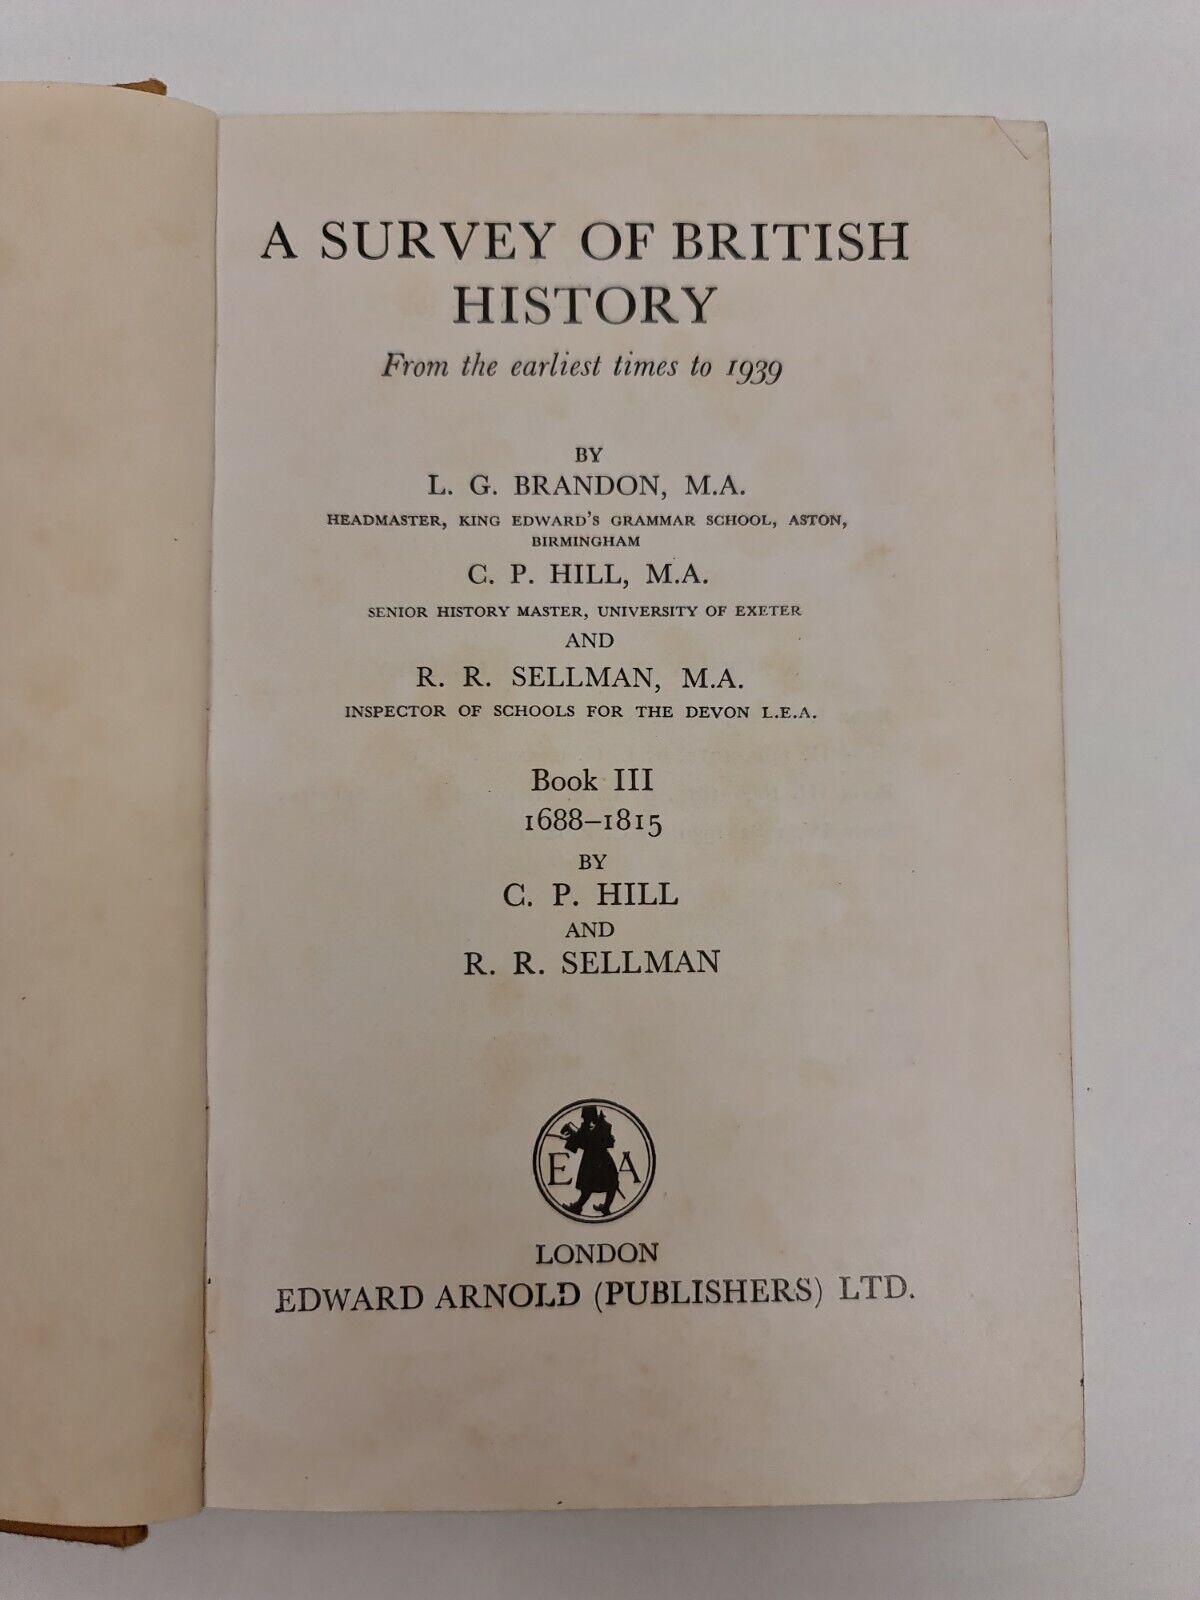 A SURVEY OF BRITISH
HISTORY
From the earliest times to 1939
BY
L. G. BRANDON, M.A.
HEADMASTER, KING EDWARD'S GRAMMAR SCHOOL, ASTON,
BIRMINGHAM
C. P. HILL, M.A.
SENIOR HISTORY MASTER, UNIVERSITY OF EXETER
AND
R. R. SELLMAN, M.A.
INSPECTOR OF SCHOOLS FOR THE DEVON L.E.A.
Book III
1688–1815
BY
C. P. HILL
AND
R. R. SELLMAN
E A
LONDON
EDWARD ARNOLD (PUBLISHERS) LTD.